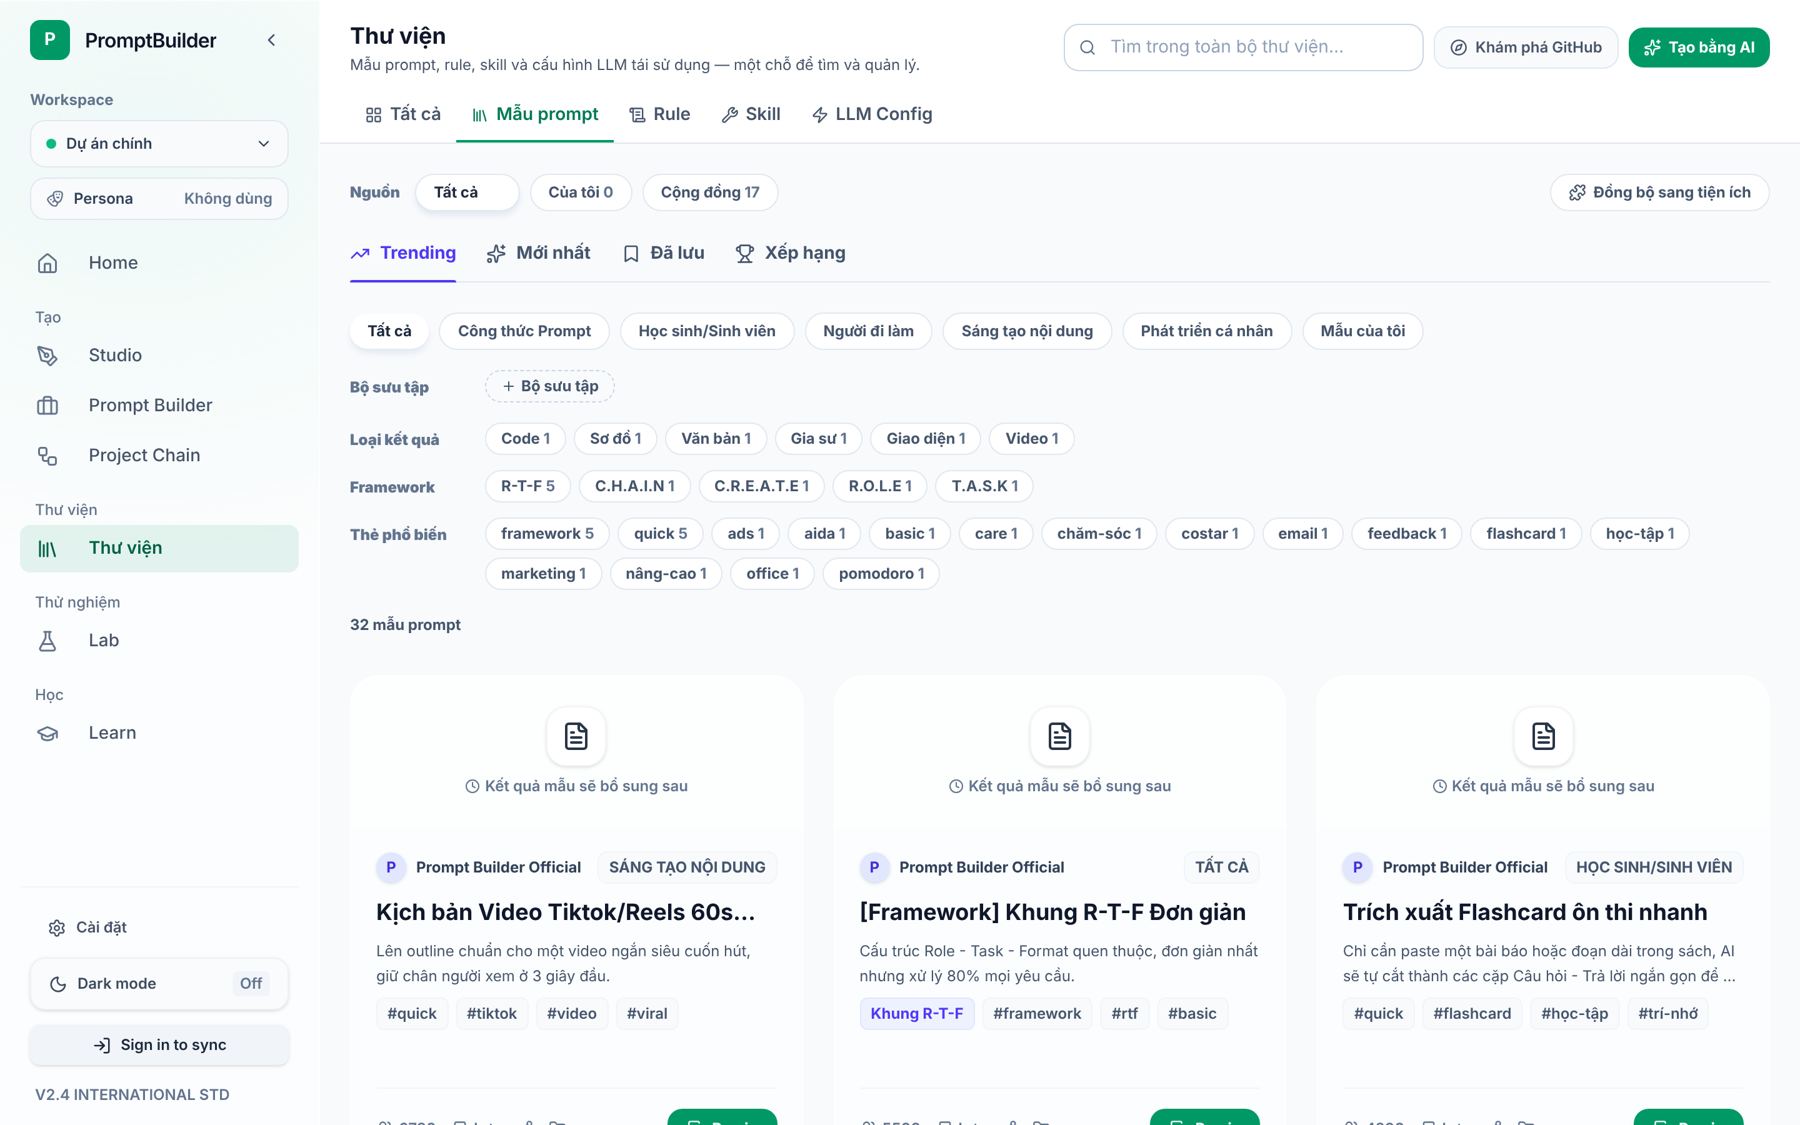 P PromptBuilder
Workspace
Dự án chính
Persona Không dùng
Home
Tạo
Studio
Prompt Builder
Project Chain
Thư viện
Thư viện
Thử nghiệm
Lab
Học
Learn
Cài đặt
Dark mode Off
Sign in to sync
V2.4 INTERNATIONAL STD
Thư viện
Mẫu prompt, rule, skill và cấu hình LLM tái sử dụng — một chỗ để tìm và quản lý.
Tìm trong toàn bộ thư viện...
Khám phá GitHub
Tạo bằng AI
Tất cả Mẫu prompt Rule Skill LLM Config
Nguồn Tất cả Của tôi 0 Cộng đồng 17
Đồng bộ sang tiện ích
Trending Mới nhất Đã lưu Xếp hạng
Tất cả Công thức Prompt Học sinh/Sinh viên Người đi làm Sáng tạo nội dung Phát triển cá nhân Mẫu của tôi
Bộ sưu tập + Bộ sưu tập
Loại kết quả Code 1 Sơ đồ 1 Văn bản 1 Gia sư 1 Giao diện 1 Video 1
Framework R-T-F 5 C.H.A.I.N 1 C.R.E.A.T.E 1 R.O.L.E 1 T.A.S.K 1
Thẻ phổ biến framework 5 quick 5 ads 1 aida 1 basic 1 care 1 chăm-sóc 1 costar 1 email 1 feedback 1 flashcard 1 học-tập 1
marketing 1 nâng-cao 1 office 1 pomodoro 1
32 mẫu prompt
Kết quả mẫu sẽ bổ sung sau
P Prompt Builder Official SÁNG TẠO NỘI DUNG
Kịch bản Video Tiktok/Reels 60s...
Lên outline chuẩn cho một video ngắn siêu cuốn hút,
giữ chân người xem ở 3 giây đầu.
#quick #tiktok #video #viral
Kết quả mẫu sẽ bổ sung sau
P Prompt Builder Official TẤT CẢ
[Framework] Khung R-T-F Đơn giản
Cấu trúc Role - Task - Format quen thuộc, đơn giản nhất
nhưng xử lý 80% mọi yêu cầu.
Khung R-T-F #framework #rtf #basic
Kết quả mẫu sẽ bổ sung sau
P Prompt Builder Official HỌC SINH/SINH VIÊN
Trích xuất Flashcard ôn thi nhanh
Chỉ cần paste một bài báo hoặc đoạn dài trong sách, AI
sẽ tự cắt thành các cặp Câu hỏi - Trả lời ngắn gọn để ...
#quick #flashcard #học-tập #trí-nhớ